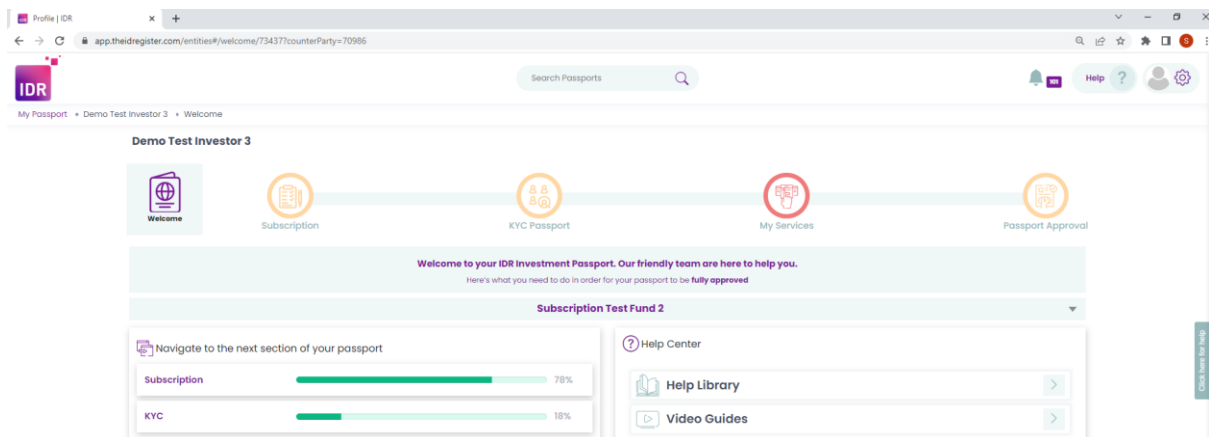 Profile | IDR
app.theidregister.com/entities#/welcome/73437?counterParty=70986
S
IDR
Search Passports
101
Help ?
My Passport • Demo Test Investor 3 • Welcome
Demo Test Investor 3
Welcome
Subscription
KYC Passport
My Services
Passport Approval
Welcome to your IDR Investment Passport. Our friendly team are here to help you.
Here's what you need to do in order for your passport to be fully approved
Subscription Test Fund 2
Navigate to the next section of your passport
Subscription 78%
KYC 18%
? Help Center
Help Library
Video Guides
Click here for help